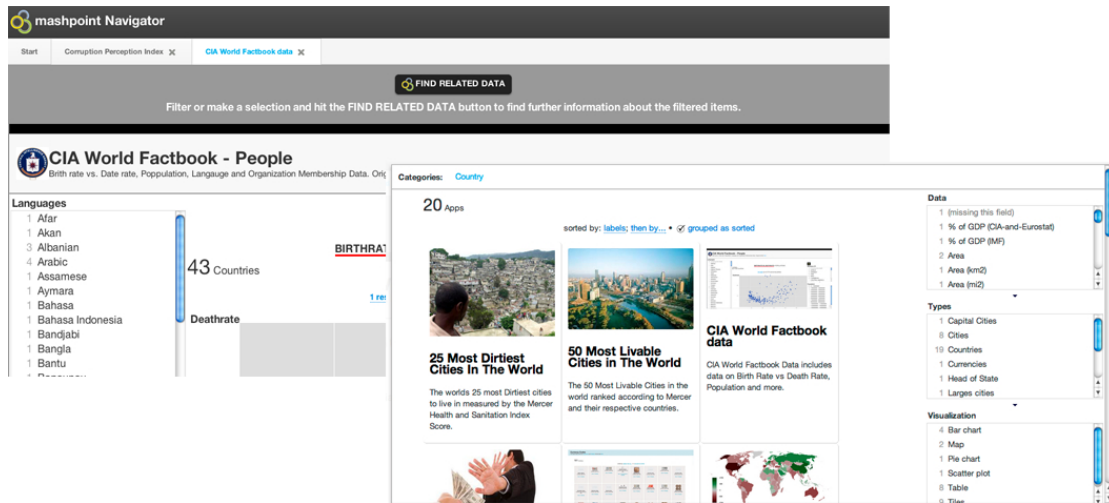 mashpoint Navigator
Start
Corruption Perception Index
CIA World Factbook data
FIND RELATED DATA
Filter or make a selection and hit the FIND RELATED DATA button to find further information about the filtered items.
CIA World Factbook - People
Brith rate vs. Date rate, Poppulation, Langauge and Organization Membership Data. Orig
Languages
1 Afar
1 Akan
3 Albanian
4 Arabic
1 Assamese
1 Aymara
1 Bahasa
1 Bahasa Indonesia
1 Bandjabi
1 Bangla
1 Bantu
43 Countries
BIRTHRAT
1 re
Deathrate
Categories: Country
20 Apps
sorted by: labels; then by... • grouped as sorted
25 Most Dirtiest
Cities In The World
The worlds 25 most Dirtiest cities
to live in measured by the Mercer
Health and Sanitation Index
Score.
50 Most Livable
Cities in The World
The 50 Most Livable Cities in the
world ranked according to Mercer
and their respective countries.
CIA World Factbook
data
CIA World Factbook Data includes
data on Birth Rate vs Death Rate,
Population and more.
Data
1 (missing this field)
1 % of GDP (CIA-and-Eurostat)
1 % of GDP (IMF)
2 Area
1 Area (km2)
1 Area (mi2)
Types
1 Capital Cities
8 Cities
19 Countries
1 Currencies
1 Head of State
1 Larges cities
Visualization
4 Bar chart
2 Map
1 Pie chart
1 Scatter plot
8 Table
9 Tiles